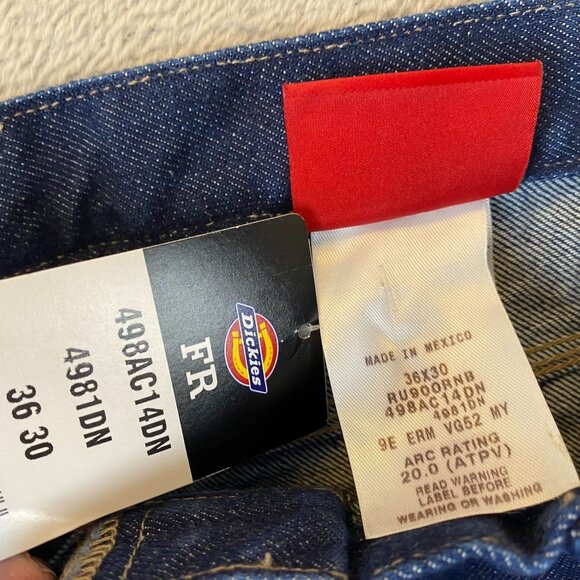 Dickies
FR
498AC14DN
4981DN
36 30
MADE IN MEXICO
36X30
RU900RNB
498AC14DN
4981DN
9E ERM VG52 MY
ARC RATING
20.0 (ATPV)
READ WARNING
LABEL BEFORE
WEARING OR WASHING